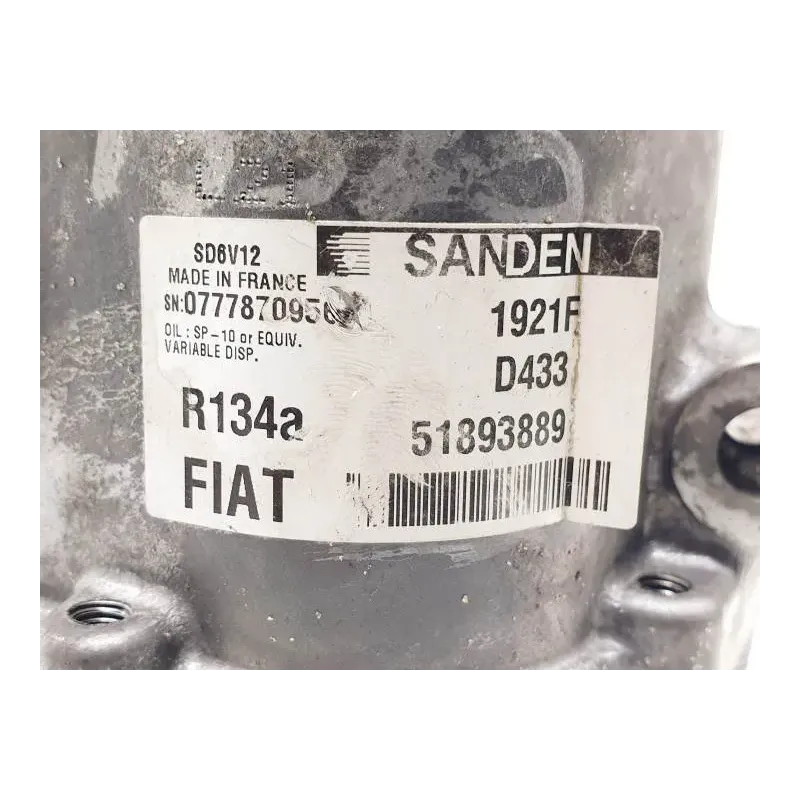 SD6V12
MADE IN FRANCE
OIL : SP-10 or EQUIV.
VARIABLE DISP.
R134a
FIAT
SANDEN
1921F
D433
51893889